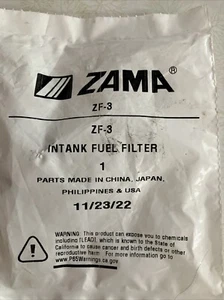 ZAMA®
ZF-3
ZF-3
INTANK FUEL FILTER
1
PARTS MADE IN CHINA, JAPAN,
PHILIPPINES & USA
11/23/22
WARNING: This product can expose you to chemicals
including [LEAD], which is known to the State of
California to cause cancer and birth defects or other
reproductive harm. For more information go to
www.P65Warnings.ca.gov